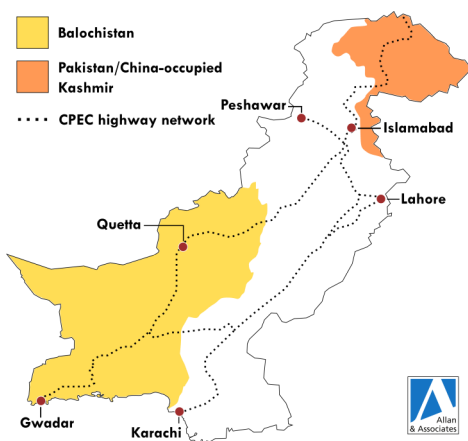 Balochistan
Pakistan/China-occupied
Kashmir
CPEC highway network
Peshawar
Islamabad
Lahore
Quetta
Gwadar
Karachi
Allan
& Associates